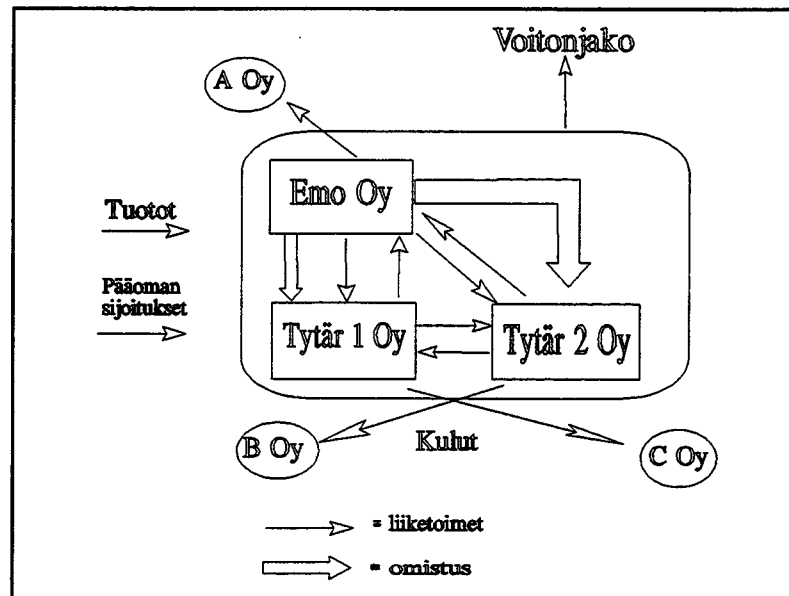 Voitonjako
A Oy
Emo Oy
Tuotot
Pääoman
sijoitukset
Tytär 1 Oy
Tytär 2 Oy
B Oy
Kulut
C Oy
= liiketoimet
= omistus